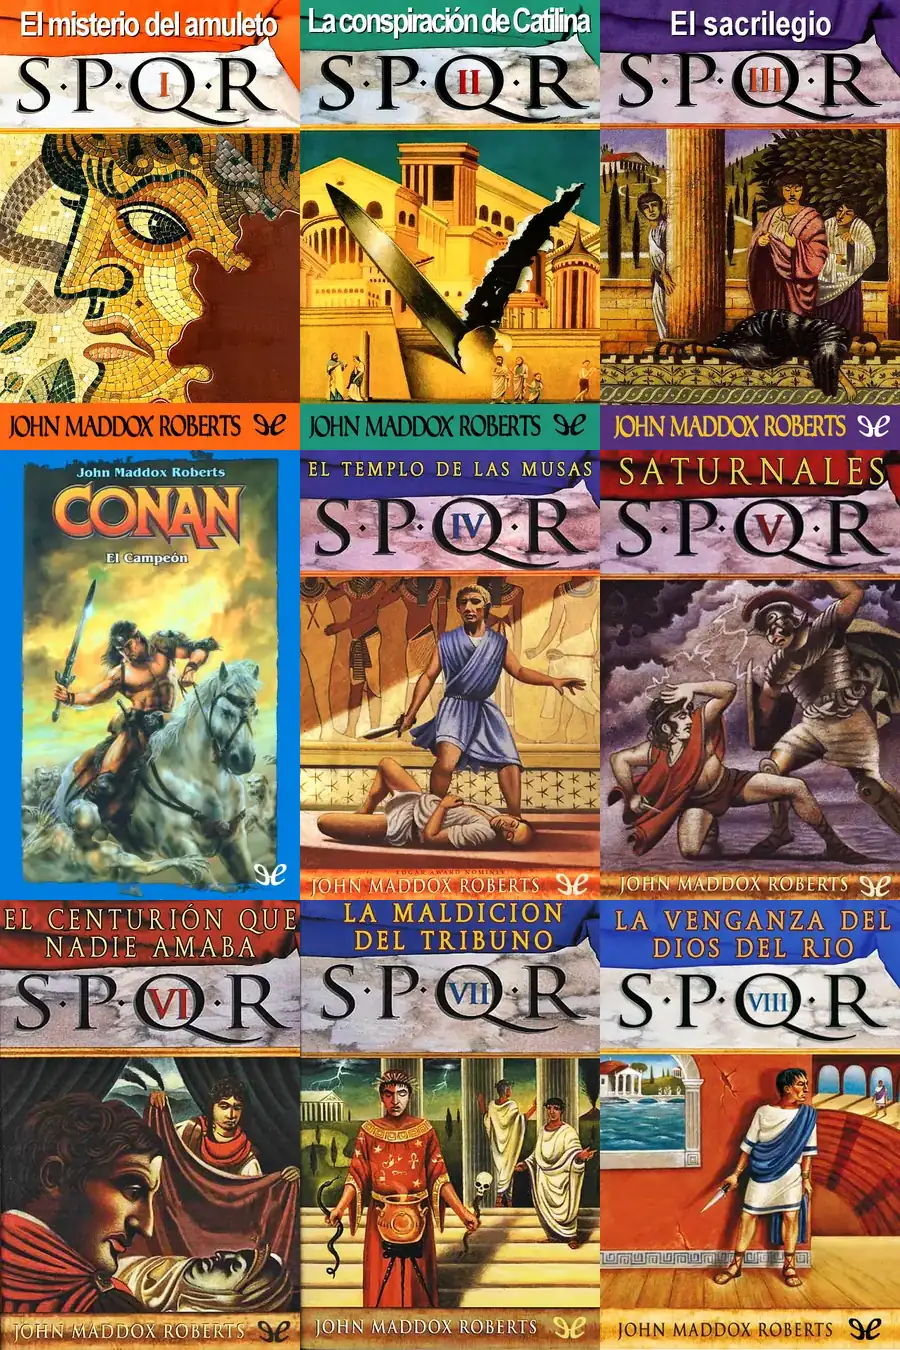 El misterio del amuleto
S·P·Q·R
I
JOHN MADDOX ROBERTS
La conspiración de Catilina
S·P·Q·R
II
JOHN MADDOX ROBERTS
El sacrilegio
S·P·Q·R
III
JOHN MADDOX ROBERTS
John Maddox Roberts
CONAN
El Campeón
EL TEMPLO DE LAS MUSAS
S·P·Q·R
IV
EDGAR AWARD NOMINEE
JOHN MADDOX ROBERTS
SATURNALES
S·P·Q·R
V
JOHN MADDOX ROBERTS
EL CENTURIÓN QUE
NADIE AMABA
S·P·Q·R
VI
JOHN MADDOX ROBERTS
LA MALDICION
DEL TRIBUNO
S·P·Q·R
VII
JOHN MADDOX ROBERTS
LA VENGANZA DEL
DIOS DEL RIO
S·P·Q·R
VIII
JOHN MADDOX ROBERTS